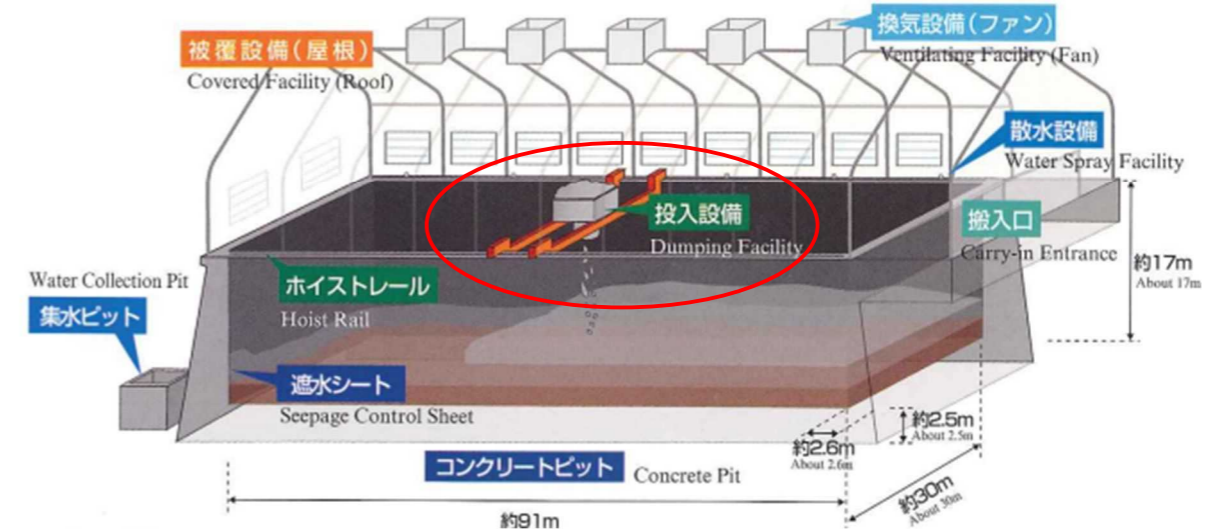 被覆設備(屋根)
Covered Facility (Roof)
換気設備(ファン)
Ventilating Facility (Fan)
散水設備
Water Spray Facility
投入設備
Dumping Facility
搬入口
Carry-in Entrance
約17m
About 17m
ホイストレール
Hoist Rail
Water Collection Pit
集水ピット
遮水シート
Seepage Control Sheet
約2.5m
About 2.5m
約2.6m
About 2.6m
コンクリートピット
Concrete Pit
約30m
About 30m
約91m